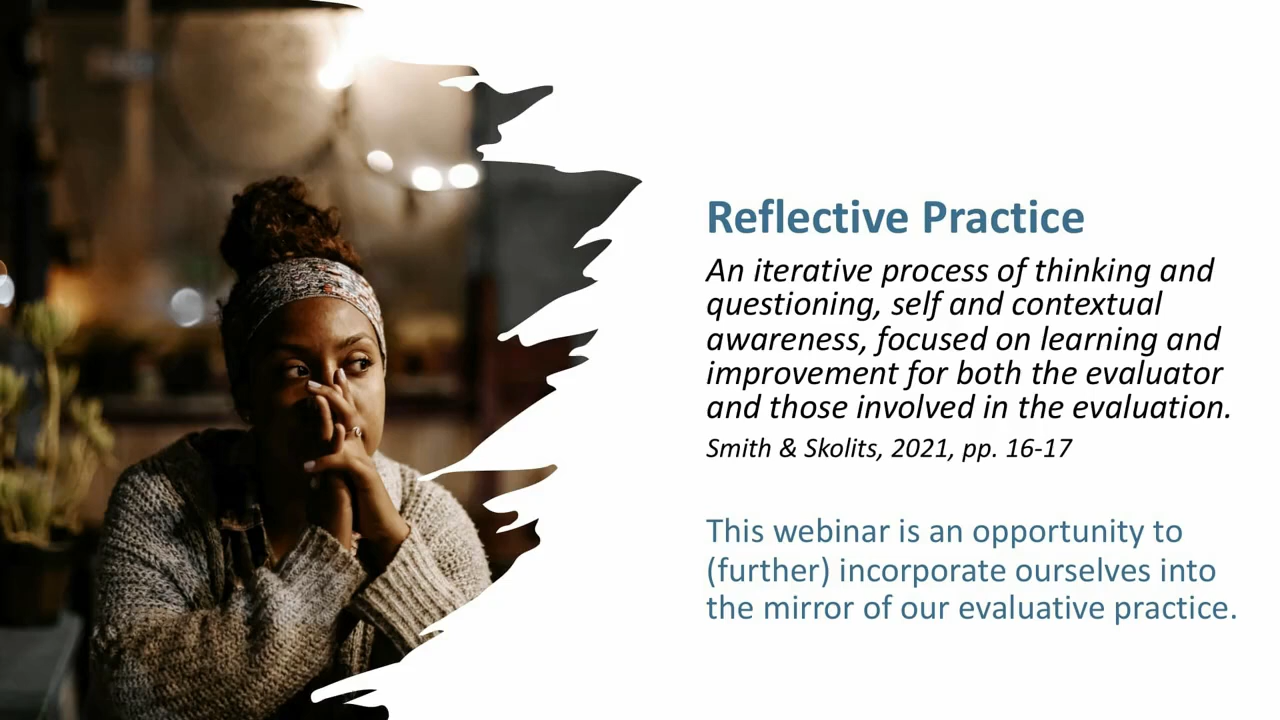 Reflective Practice
An iterative process of thinking and
questioning, self and contextual
awareness, focused on learning and
improvement for both the evaluator
and those involved in the evaluation.
Smith & Skolits, 2021, pp. 16-17
This webinar is an opportunity to
(further) incorporate ourselves into
the mirror of our evaluative practice.